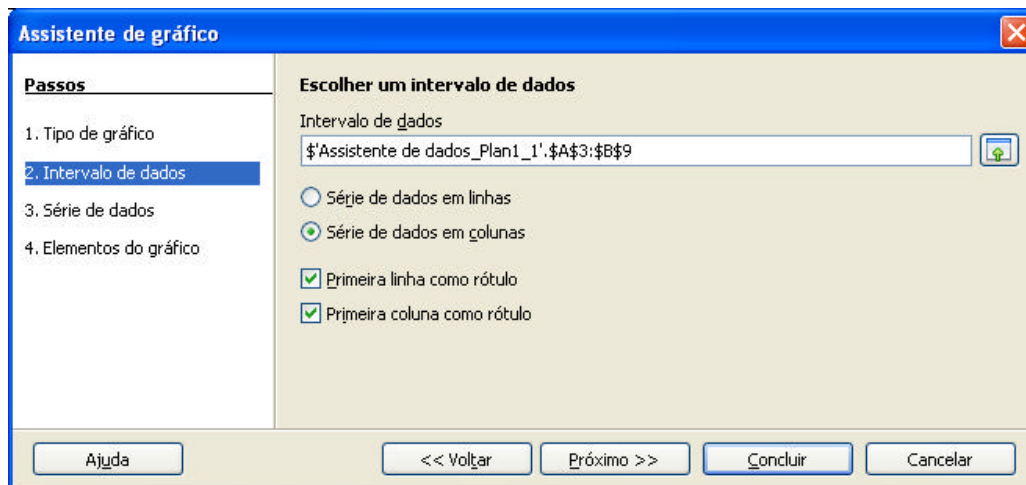 Assistente de gráfico
Passos
1. Tipo de gráfico
2. Intervalo de dados
3. Série de dados
4. Elementos do gráfico
Escolher um intervalo de dados
Intervalo de dados
$'Assistente de dados_Plan1_1'.$A$3:$B$9
Série de dados em linhas
Série de dados em colunas
Primeira linha como rótulo
Primeira coluna como rótulo
Ajuda
<< Voltar
Próximo >>
Concluir
Cancelar